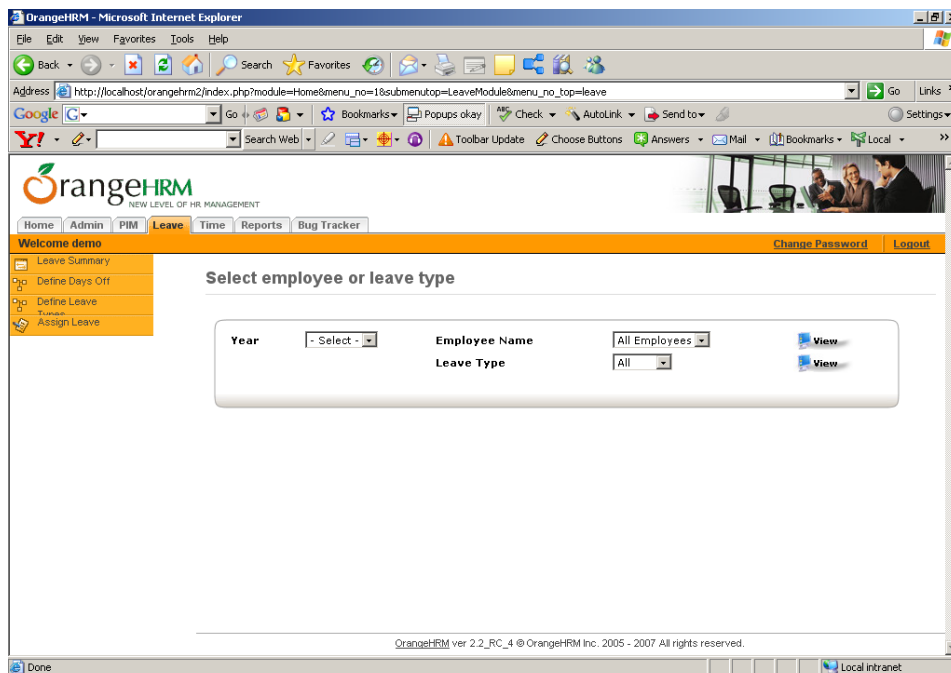 OrangeHRM - Microsoft Internet Explorer
File Edit View Favorites Tools Help
Back Search Favorites
Address http://localhost/orangehrm2/index.php?module=Home&menu_no=1&submenutop=LeaveModule&menu_no_top=leave Go Links
Google G Go Bookmarks Popups okay ABC Check AutoLink Send to Settings
Y! Search Web Toolbar Update Choose Buttons Answers Mail Bookmarks Local »
OrangeHRM
NEW LEVEL OF HR MANAGEMENT
Home Admin PIM Leave Time Reports Bug Tracker
Welcome demo Change Password Logout
Leave Summary
Define Days Off
Define Leave
Types
Assign Leave
Select employee or leave type
Year - Select - Employee Name All Employees View
Leave Type All View
OrangeHRM ver 2.2_RC_4 © OrangeHRM Inc. 2005 - 2007 All rights reserved.
Done Local intranet